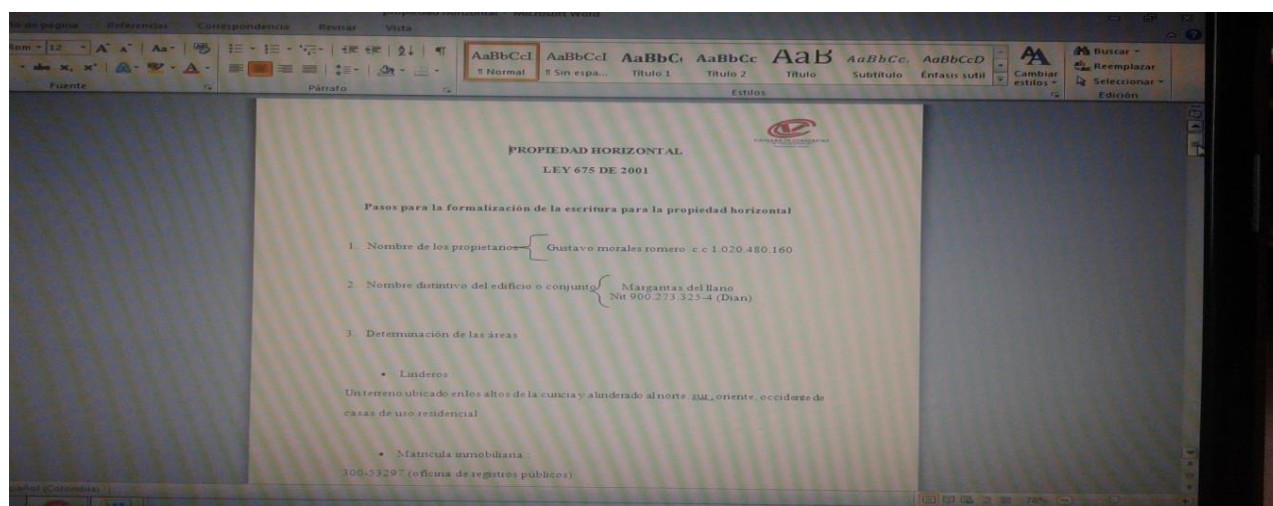 Correspondencia Revisar Vista
12 Aa
AaBbCcI AaBbCcI AaBbC AaBbCc AaB AaBbCc. AaBbCcD
¶ Normal ¶ Sin espa... Título 1 Título 2 Título Subtítulo Énfasis sutil
Cambiar estilos
Buscar
Reemplazar
Seleccionar
Fuente Párrafo Estilos Edición
PROPIEDAD HORIZONTAL
LEY 675 DE 2001
Pasos para la formalización de la escritura para la propiedad horizontal
1. Nombre de los propietarios Gustavo morales romero c.c 1.020.480.160
2. Nombre distintivo del edificio o conjunto Margaritas del llano
Nit 900.273.325-4 (Dian)
3. Determinación de las áreas
• Linderos
Un terreno ubicado en los altos de la cuncia y alinderado al norte, sur, oriente, occidente de
casas de uso residencial
• Matricula inmobiliaria :
300-53297 (oficina de registros públicos)
78%